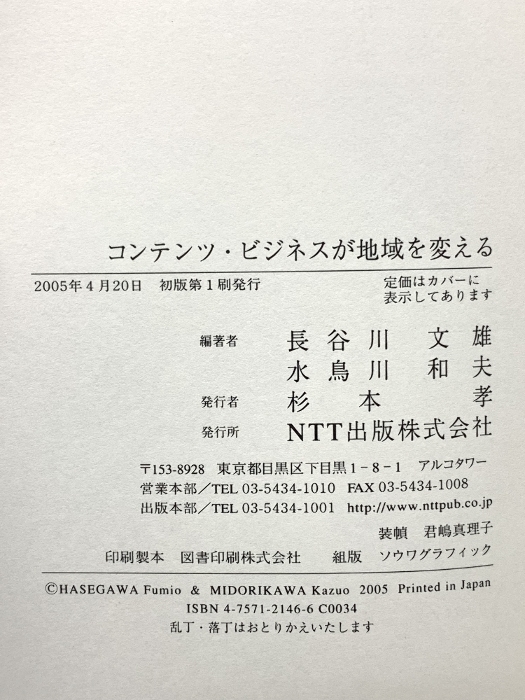 コンテンツ・ビジネスが地域を変える
2005年4月20日 初版第1刷発行 定価はカバーに
表示してあります
編著者 長谷川 文雄
水鳥川 和夫
発行者 杉本 孝
発行所 NTT出版株式会社
〒153-8928 東京都目黒区下目黒1-8-1 アルコタワー
営業本部／TEL 03-5434-1010 FAX 03-5434-1008
出版本部／TEL 03-5434-1001 http://www.nttpub.co.jp
装幀 君嶋真理子
印刷製本 図書印刷株式会社 組版 ソウワグラフィック
©HASEGAWA Fumio & MIDORIKAWA Kazuo 2005 Printed in Japan
ISBN 4-7571-2146-6 C0034
乱丁・落丁はおとりかえいたします